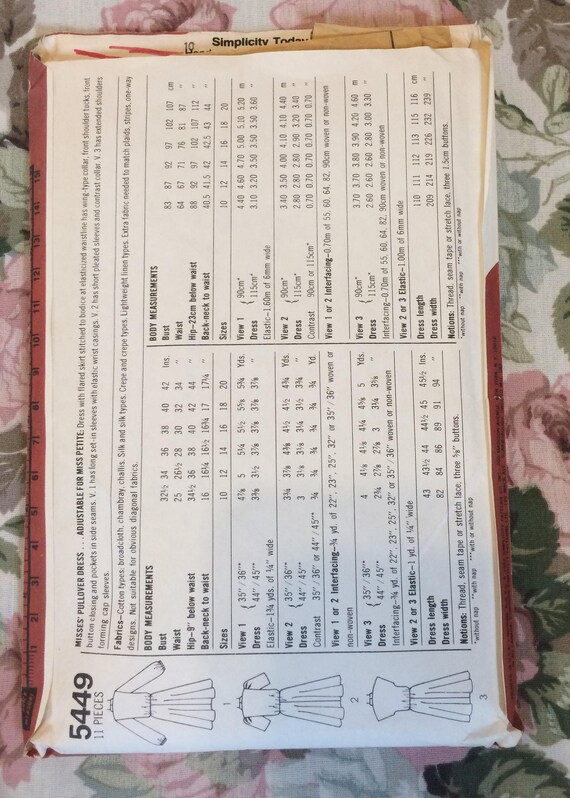 Simplicity Today
5449
11 PIECES
MISSES' PULLOVER DRESS . . . ADJUSTABLE FOR MISS PETITE: Dress with flared skirt stitched to bodice at elasticized waistline has wing-type collar, front shoulder tucks, front
button closing and pockets in side seams. V. 1 has long set-in sleeves with elastic wrist casings. V. 2 has short pleated sleeves and contrast collar. V. 3 has extended shoulders
forming cap sleeves.
Fabrics—Cotton types: broadcloth, chambray, challis. Silk and silk types. Crepe and crepe types. Lightweight linen types. Extra fabric needed to match plaids, stripes, one-way
designs. Not suitable for obvious diagonal fabrics.
BODY MEASUREMENTS
Bust 32½ 34 36 38 40 42 Ins.
Waist 25 26½ 28 30 32 34 "
Hip—9" below waist 34½ 36 38 40 42 44 "
Back-neck to waist 16 16¼ 16½ 16¾ 17 17¼ "
Sizes 10 12 14 16 18 20
View 1 35" / 36"*** 4⅞ 5 5¼ 5½ 5⅝ 5¾ Yds.
Dress 44" / 45"*** 3⅜ 3½ 3⅞ 3⅞ 3⅞ 3⅞ "
Elastic—1¾ yds. of ¼" wide
View 2 35" / 36"*** 3¾ 3⅞ 4⅜ 4½ 4½ 4¾ Yds.
Dress 44" / 45"*** 3 3⅛ 3⅛ 3¼ 3½ 3¾ "
Contrast 35" / 36" or 44" / 45"*** ¾ ¾ ¾ ¾ ¾ ¾ Yd.
View 1 or 2 Interfacing—¾ yd. of 22", 23", 25", 32" or 35" / 36" woven or
non-woven
View 3 35" / 36"*** 4 4⅛ 4⅛ 4¼ 4⅝ 5 Yds.
Dress 44" / 45"*** 2¾ 2⅞ 2⅞ 3 3¼ 3⅝ "
Interfacing—¾ yd. of 22", 23", 25", 32" or 35" / 36" woven or non-woven
View 2 or 3 Elastic—1 yd. of ¼" wide
Dress length 43 43½ 44 44½ 45 45½ Ins.
Dress width 82 84 86 89 91 94 "
Notions: Thread, seam tape or stretch lace, three ⅝" buttons.
*without nap **with nap ***with or without nap
BODY MEASUREMENTS
Bust 83 87 92 97 102 107 cm
Waist 64 67 71 76 81 87 "
Hip—23cm below waist 88 92 97 102 107 112 "
Back-neck to waist 40.5 41.5 42 42.5 43 44 "
Sizes 10 12 14 16 18 20
View 1 90cm* 4.40 4.60 4.70 5.00 5.10 5.20 m
Dress 115cm* 3.10 3.20 3.50 3.50 3.50 3.60 "
Elastic—1.60m of 6mm wide
View 2 90cm* 3.40 3.50 4.00 4.10 4.10 4.40 m
Dress 115cm* 2.80 2.80 2.80 2.90 3.20 3.40 "
Contrast 90cm or 115cm* 0.70 0.70 0.70 0.70 0.70 0.70 "
View 1 or 2 Interfacing—0.70m of 55, 60, 64, 82, 90cm woven or non-woven
View 3 90cm* 3.70 3.70 3.80 3.90 4.20 4.60 m
Dress 115cm* 2.60 2.60 2.60 2.80 3.00 3.30 "
Interfacing—0.70m of 55, 60, 64, 82, 90cm woven or non-woven
View 2 or 3 Elastic—1.00m of 6mm wide
Dress length 110 111 112 113 115 116 cm
Dress width 209 214 219 226 232 239 "
Notions: Thread, seam tape or stretch lace, three 1.5cm buttons.
*without nap **with nap ***with or without nap
1
2
3